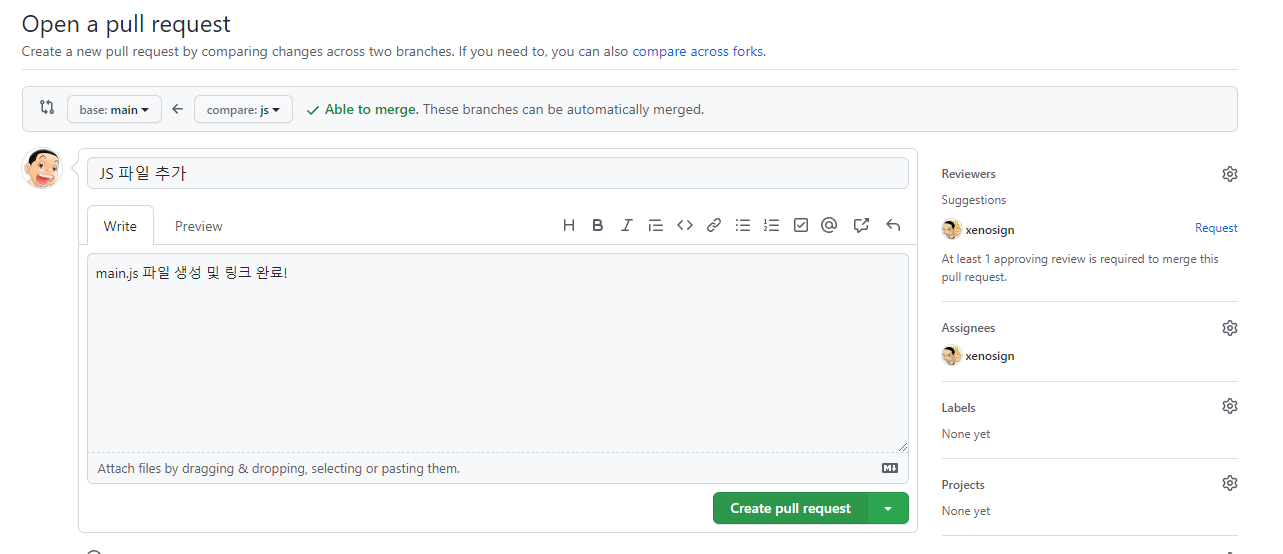 Open a pull request
Create a new pull request by comparing changes across two branches. If you need to, you can also compare across forks.
base: main
compare: js
Able to merge. These branches can be automatically merged.
JS 파일 추가
Write
Preview
main.js 파일 생성 및 링크 완료!
Attach files by dragging & dropping, selecting or pasting them.
Create pull request
Reviewers
Suggestions
xenosign
Request
At least 1 approving review is required to merge this
pull request.
Assignees
xenosign
Labels
None yet
Projects
None yet